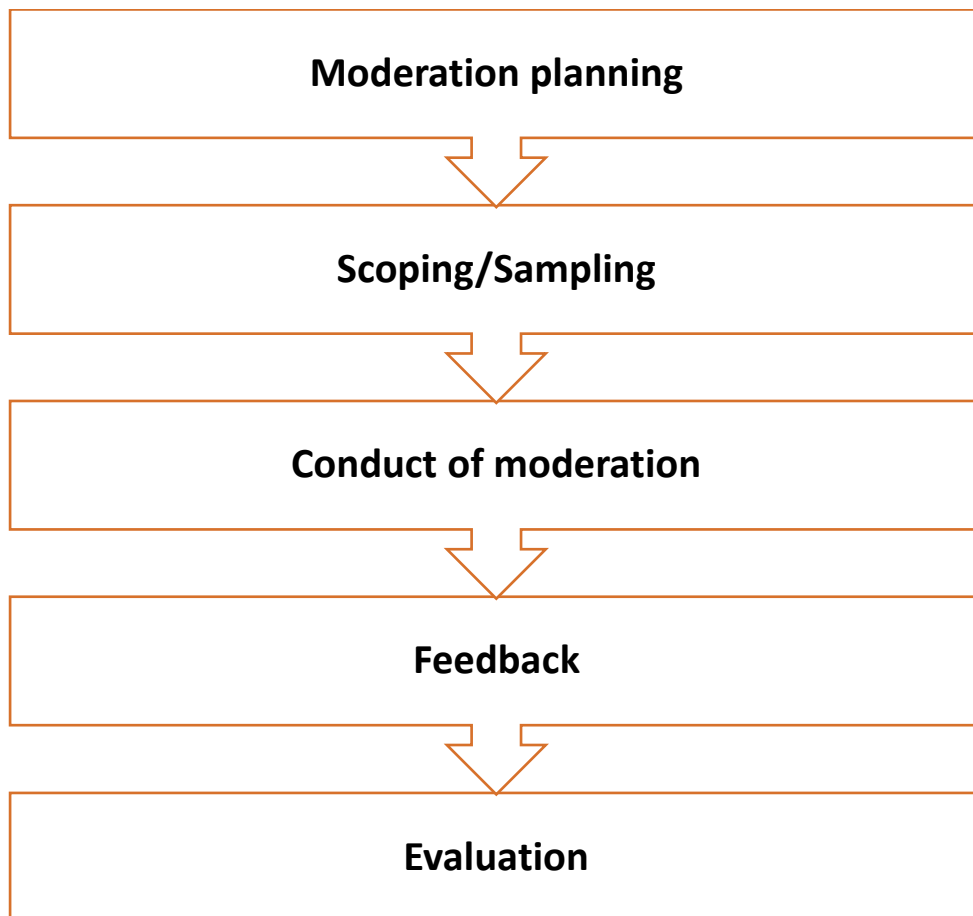 Moderation planning
Scoping/Sampling
Conduct of moderation
Feedback
Evaluation